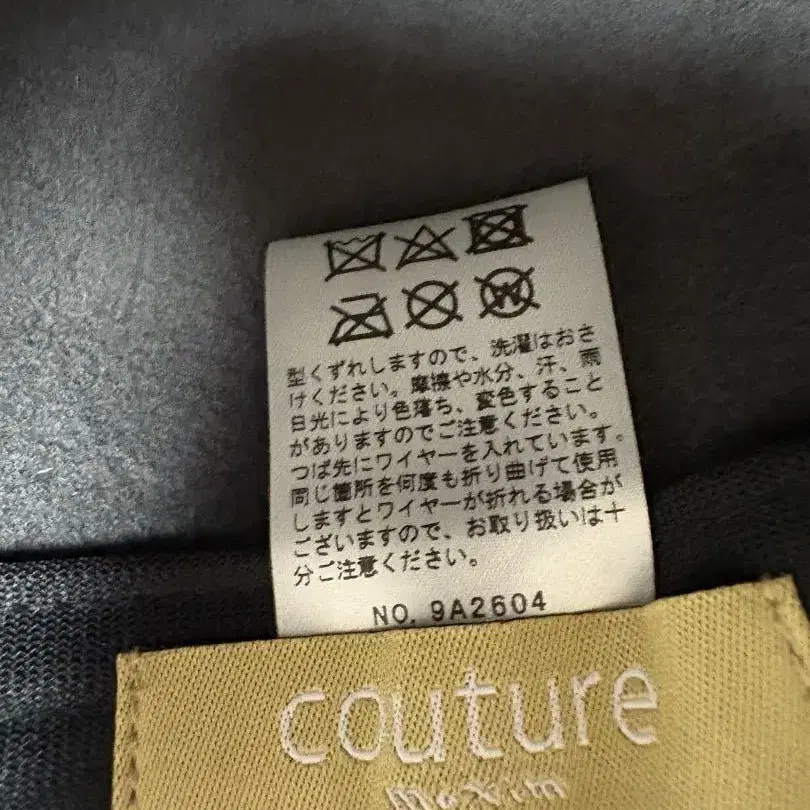 型くずれしますので、洗濯はおさ
けください。摩擦や水分、汗、雨
日光により色落ち、変色すること
がありますのでご注意ください。
つば先にワイヤーを入れています。
同じ箇所を何度も折り曲げて使用
しますとワイヤーが折れる場合が
ございますので、お取り扱いは十
分ご注意ください。
NO. 9A2604
couture
Maxim